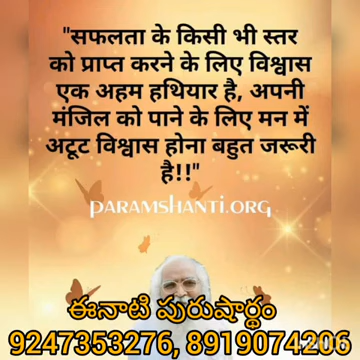 "सफलता के किसी भी स्तर
को प्राप्त करने के लिए विश्वास
एक अहम हथियार है, अपनी
मंजिल को पाने के लिए मन में
अटूट विश्वास होना बहुत जरूरी
है!!"
PARAMSHANTI.ORG
ఈనాటి పురుషార్థం
9247353276, 8919074206